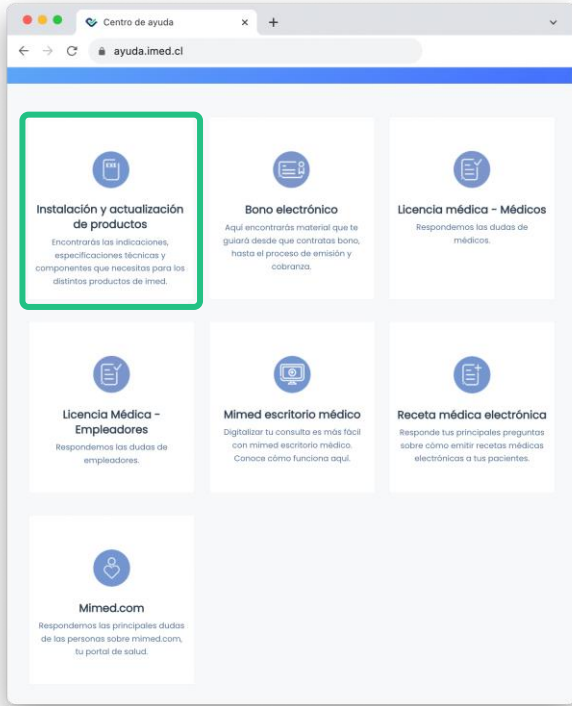 Centro de ayuda
ayuda.imed.cl
Instalación y actualización
de productos
Encontrarás las indicaciones,
especificaciones técnicas y
componentes que necesitas para los
distintos productos de imed.
Bono electrónico
Aquí encontrarás material que te
guiará desde que contratas bono,
hasta el proceso de emisión y
cobranza.
Licencia médica - Médicos
Respondemos las dudas de
médicos.
Licencia Médica -
Empleadores
Respondemos las dudas de
empleadores.
Mimed escritorio médico
Digitalizar tu consulta es más fácil
con mimed escritorio médico.
Conoce cómo funciona aquí.
Receta médica electrónica
Responde tus principales preguntas
sobre cómo emitir recetas médicas
electrónicas a tus pacientes.
Mimed.com
Respondemos las principales dudas
de las personas sobre mimed.com,
tu portal de salud.